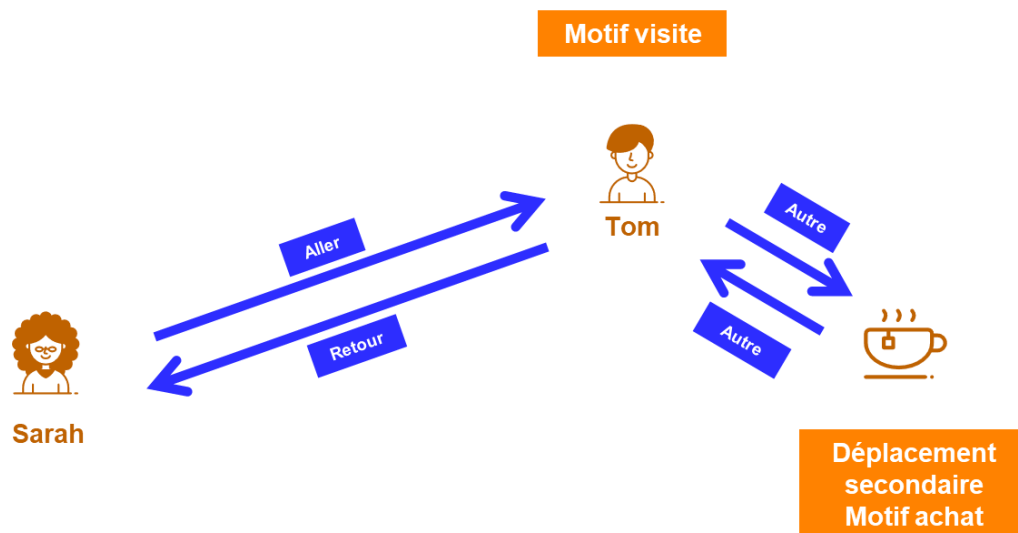 Motif visite
Autre
Tom
Aller
Autre
Retour
Sarah
Déplacement
secondaire
Motif achat